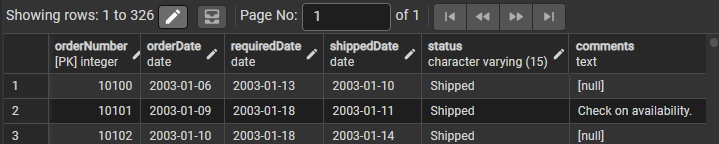 Showing rows: 1 to 326 Page No: 1 of 1
orderNumber orderDate requiredDate shippedDate status comments
[PK] integer date date date character varying (15) text
1 10100 2003-01-06 2003-01-13 2003-01-10 Shipped [null]
2 10101 2003-01-09 2003-01-18 2003-01-11 Shipped Check on availability.
3 10102 2003-01-10 2003-01-18 2003-01-14 Shipped [null]